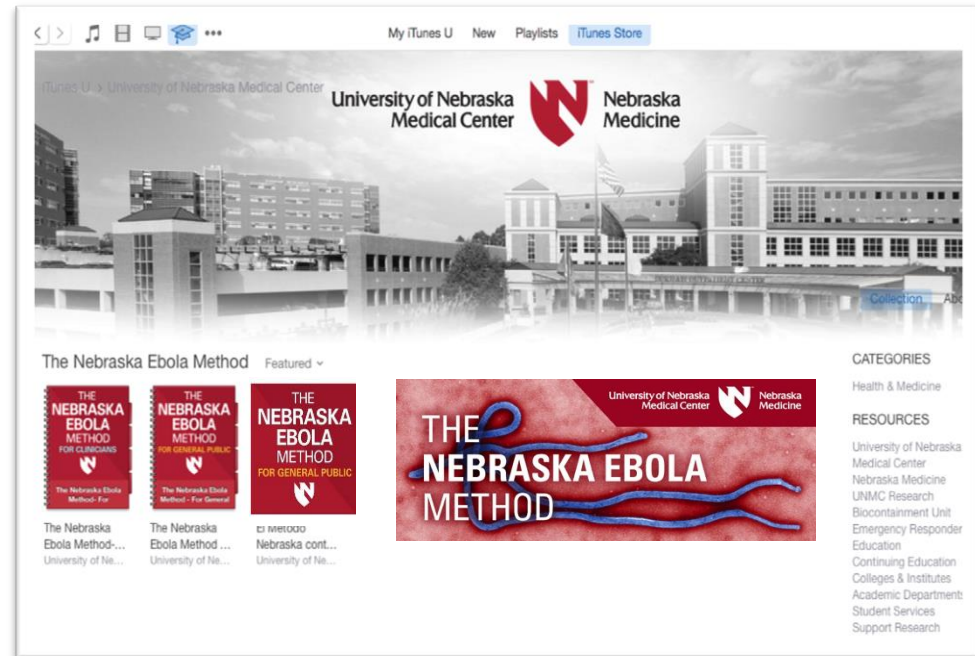 My iTunes U New Playlists iTunes Store
iTunes U > University of Nebraska Medical Center
University of Nebraska
Medical Center
Nebraska
Medicine
Collection
The Nebraska Ebola Method Featured
THE
NEBRASKA
EBOLA
METHOD
FOR CLINICIANS
The Nebraska Ebola
Method- For
The Nebraska
Ebola Method-...
University of Ne...
THE
NEBRASKA
EBOLA
METHOD
FOR GENERAL PUBLIC
The Nebraska Ebola
Method - For General
The Nebraska
Ebola Method ...
University of Ne...
THE
NEBRASKA
EBOLA
METHOD
FOR GENERAL PUBLIC
El Metodo
Nebraska cont...
University of Ne...
University of Nebraska
Medical Center
Nebraska
Medicine
THE
NEBRASKA EBOLA
METHOD
CATEGORIES
Health & Medicine
RESOURCES
University of Nebraska
Medical Center
Nebraska Medicine
UNMC Research
Biocontainment Unit
Emergency Responder
Education
Continuing Education
Colleges & Institutes
Academic Departments
Student Services
Support Research